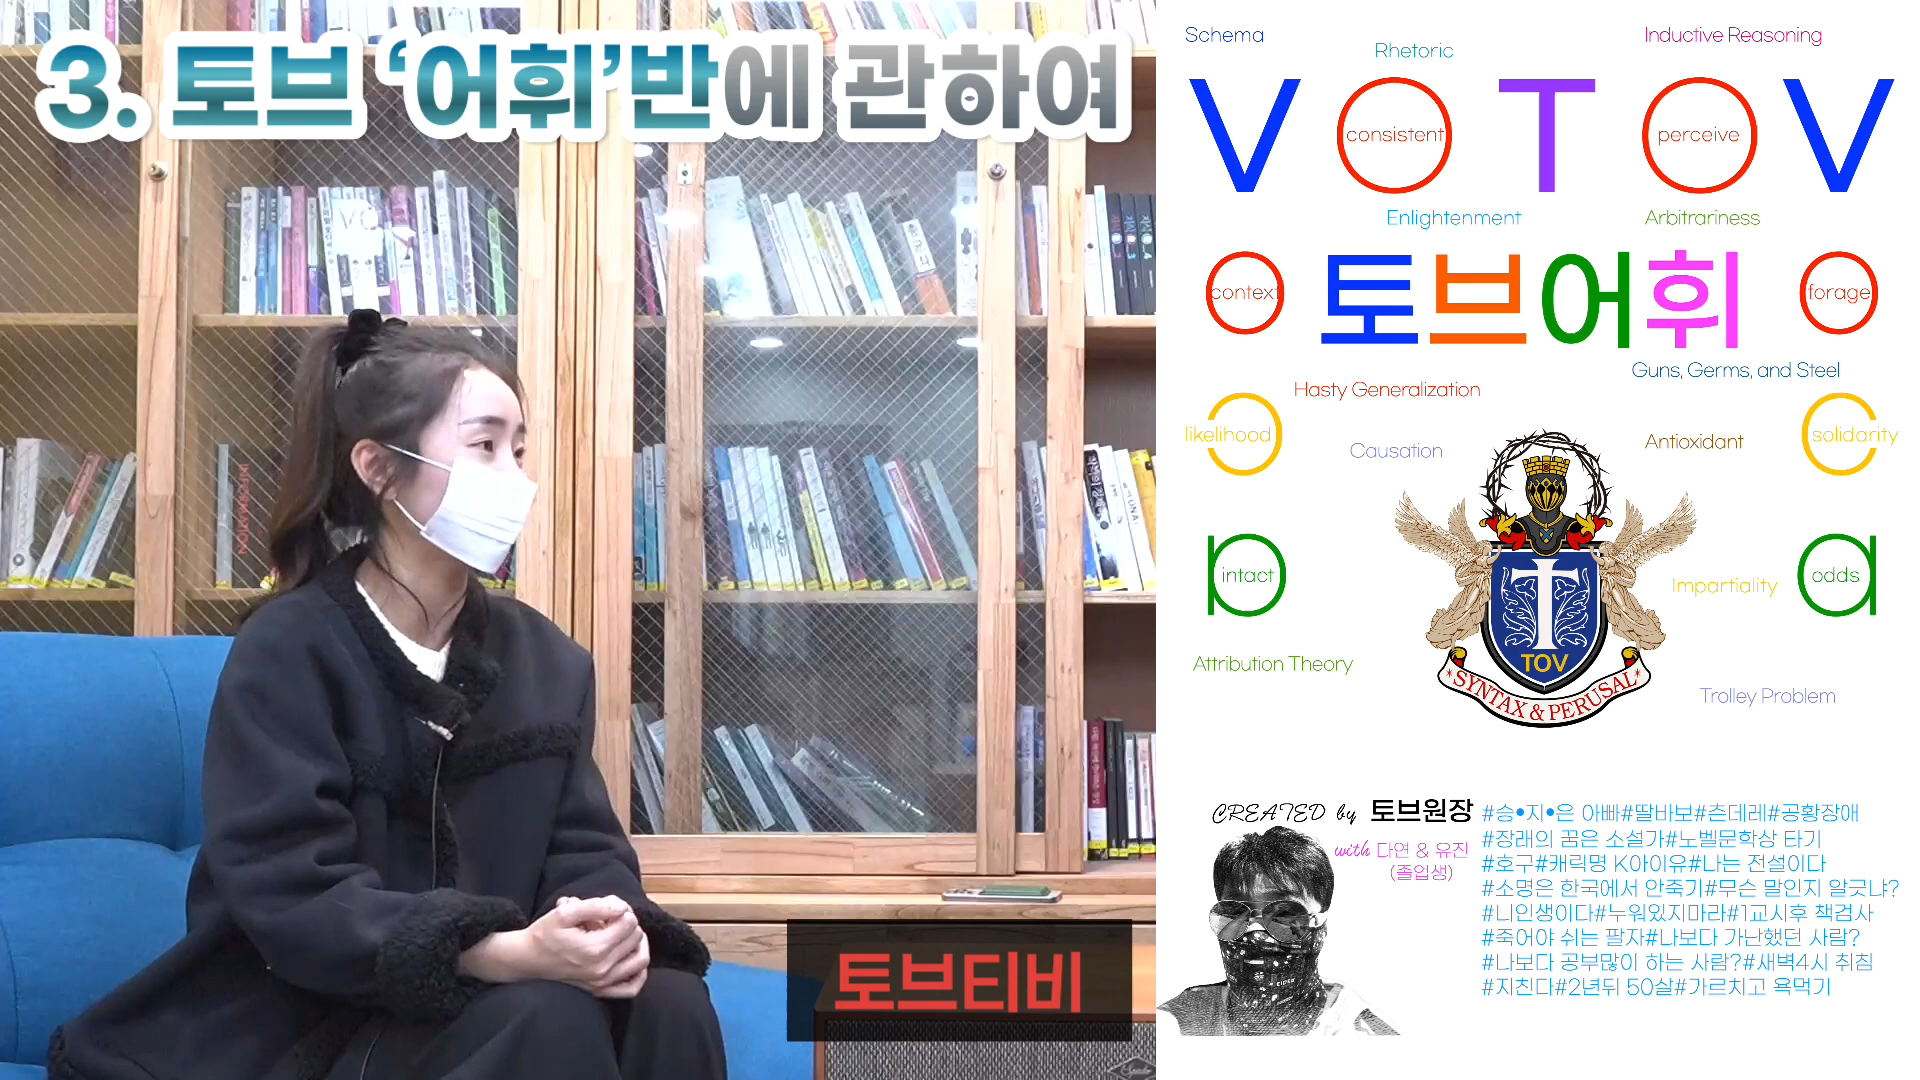 3. 토브 ‘어휘’반에 관하여
토브티비
Schema
Rhetoric
Inductive Reasoning
VOTOV
consistent
perceive
Enlightenment
Arbitrariness
context
토브어휘
forage
Guns, Germs, and Steel
Hasty Generalization
likelihood
Causation
Antioxidant
solidarity
intact
Impartiality
odds
T
TOV
SYNTAX & PERUSAL
Attribution Theory
Trolley Problem
CREATED by 토브원장
with 다연 & 유진
(졸업생)
#승•지•은 아빠#딸바보#츤데레#공황장애
#장래의 꿈은 소설가#노벨문학상 타기
#호구#캐릭명 K아이유#나는 전설이다
#소명은 한국에서 안죽기#무슨 말인지 알긋냐?
#니인생이다#누워있지마라#1교시후 책검사
#죽어야 쉬는 팔자#나보다 가난했던 사람?
#나보다 공부많이 하는 사람?#새벽4시 취침
#지친다#2년뒤 50살#가르치고 욕먹기